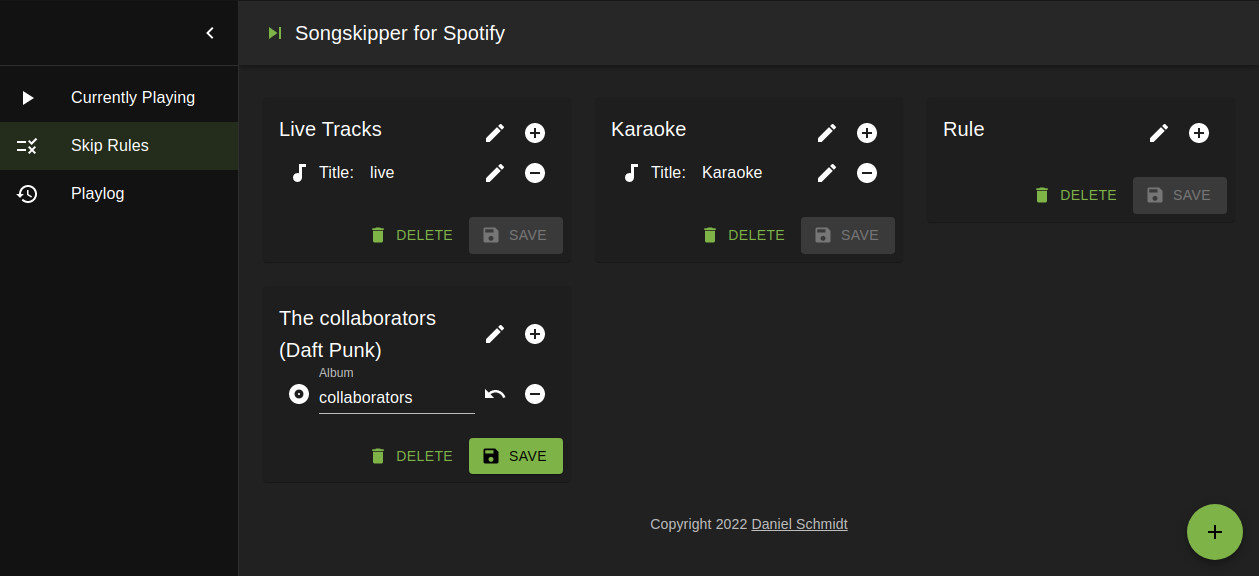 Songskipper for Spotify
Currently Playing
Skip Rules
Playlog
Live Tracks
Title: live
DELETE SAVE
Karaoke
Title: Karaoke
DELETE SAVE
Rule
DELETE SAVE
The collaborators
(Daft Punk)
Album
collaborators
DELETE SAVE
Copyright 2022 Daniel Schmidt